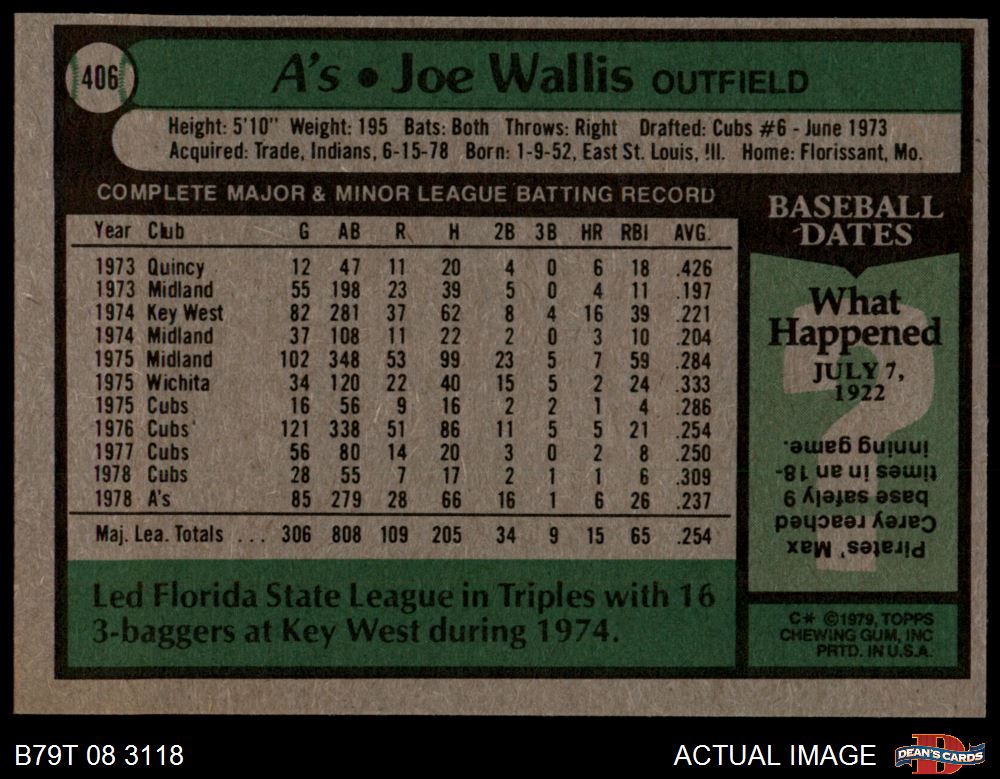 406
A's • Joe Wallis OUTFIELD
Height: 5'10" Weight: 195 Bats: Both Throws: Right Drafted: Cubs #6 - June 1973
Acquired: Trade, Indians, 6-15-78 Born: 1-9-52, East St. Louis, Ill. Home: Florissant, Mo.
COMPLETE MAJOR & MINOR LEAGUE BATTING RECORD
Year Club G AB R H 2B 3B HR RBI AVG.
1973 Quincy 12 47 11 20 4 0 6 18 .426
1973 Midland 55 198 23 39 5 0 4 11 .197
1974 Key West 82 281 37 62 8 4 16 39 .221
1974 Midland 37 108 11 22 2 0 3 10 .204
1975 Midland 102 348 53 99 23 5 7 59 .284
1975 Wichita 34 120 22 40 15 5 2 24 .333
1975 Cubs 16 56 9 16 2 2 1 4 .286
1976 Cubs 121 338 51 86 11 5 5 21 .254
1977 Cubs 56 80 14 20 3 0 2 8 .250
1978 Cubs 28 55 7 17 2 1 1 6 .309
1978 A's 85 279 28 66 16 1 6 26 .237
Maj. Lea. Totals ... 306 808 109 205 34 9 15 65 .254
Led Florida State League in Triples with 16
3-baggers at Key West during 1974.
BASEBALL
DATES
What
Happened
JULY 7,
1922
?
Pirates' Max
Carey reached
base safely 9
times in an 18-
inning game.
C* ©1979, TOPPS
CHEWING GUM, INC
PRTD. IN U.S.A.
B79T 08 3118
ACTUAL IMAGE
DEAN'S CARDS